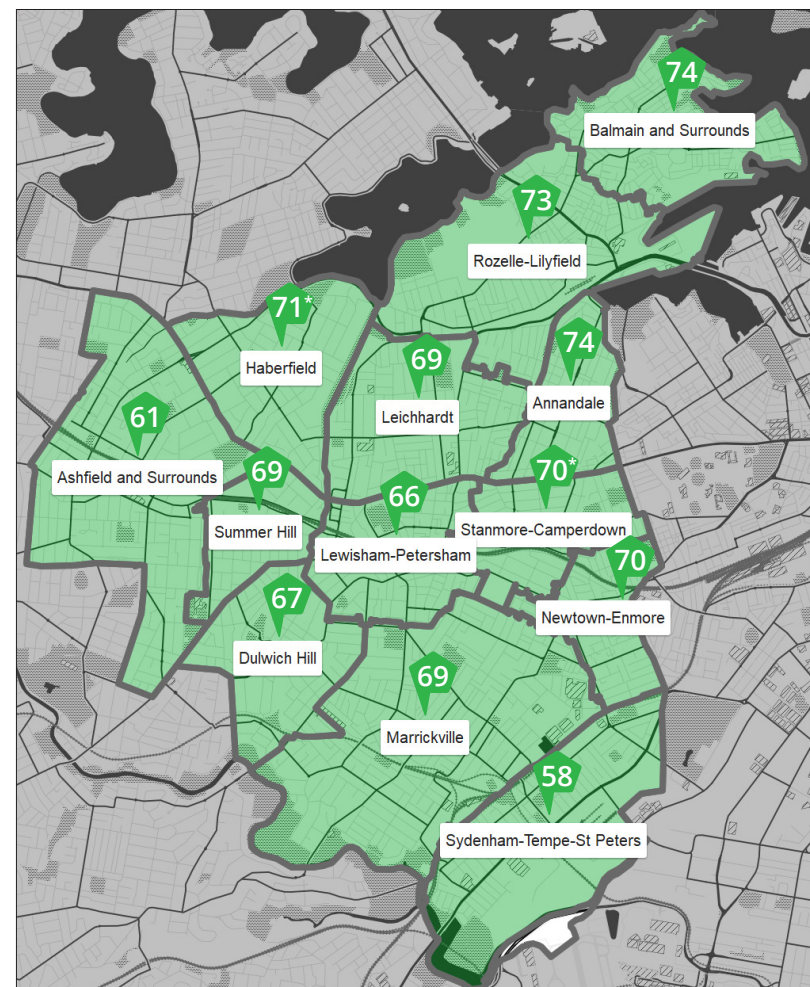 74
Balmain and Surrounds
73
Rozelle-Lilyfield
71*
Haberfield
69
Leichhardt
74
Annandale
61
Ashfield and Surrounds
69
Summer Hill
66
Lewisham-Petersham
70*
Stanmore-Camperdown
70
Newtown-Enmore
67
Dulwich Hill
69
Marrickville
58
Sydenham-Tempe-St Peters